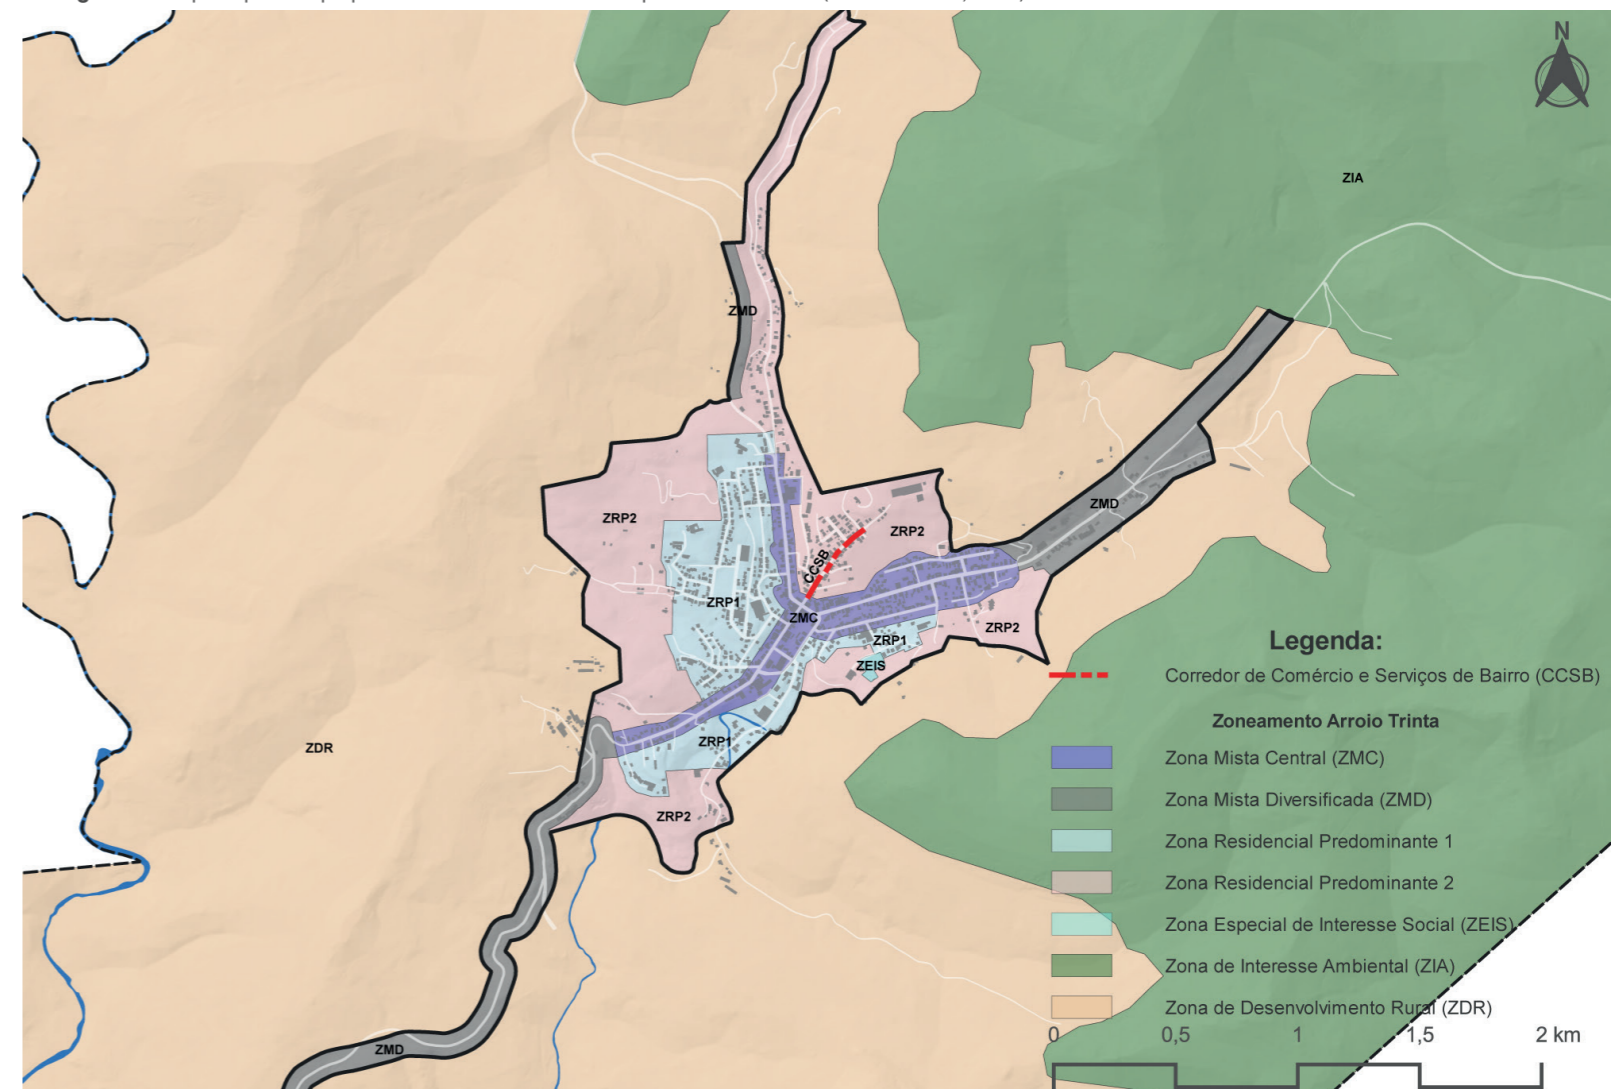 N
ZIA
ZMD
ZMD
ZRP2
ZRP2
CCSB
ZRP1
ZMC
ZRP1
ZRP2
ZEIS
ZDR
ZRP1
ZRP2
ZMD
Legenda:
Corredor de Comércio e Serviços de Bairro (CCSB)
Zoneamento Arroio Trinta
Zona Mista Central (ZMC)
Zona Mista Diversificada (ZMD)
Zona Residencial Predominante 1
Zona Residencial Predominante 2
Zona Especial de Interesse Social (ZEIS)
Zona de Interesse Ambiental (ZIA)
Zona de Desenvolvimento Rural (ZDR)
0 0,5 1 1,5 2 km